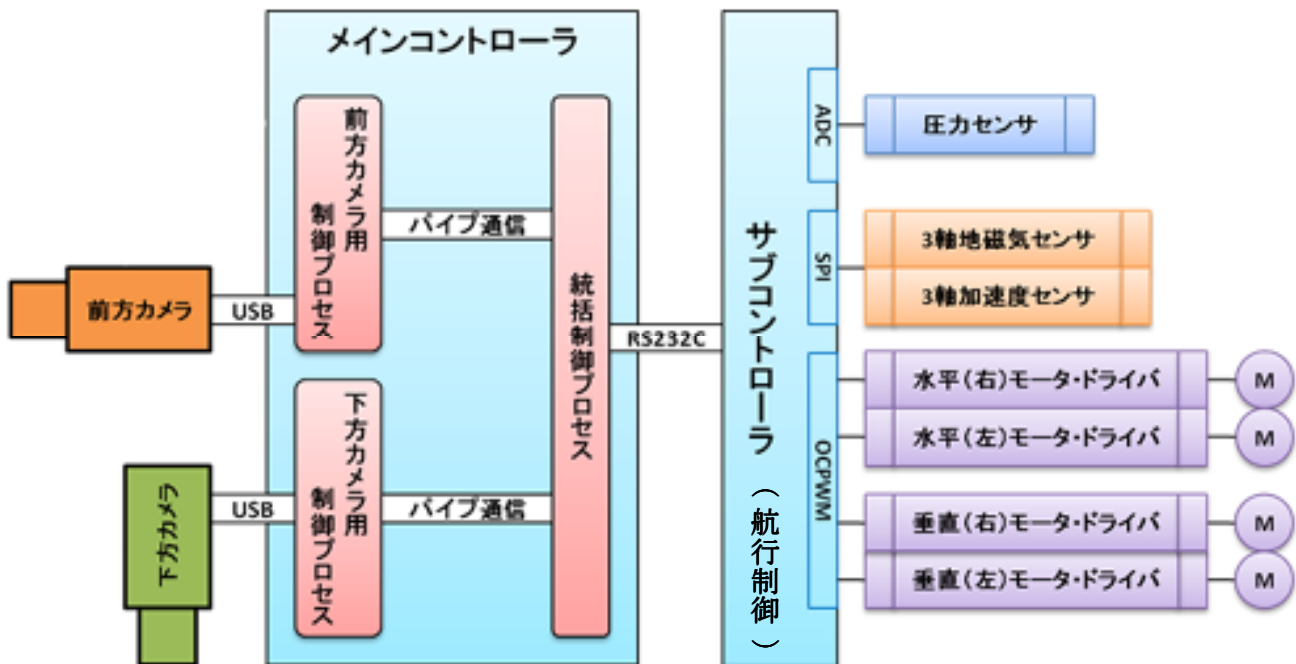 メインコントローラ
前方カメラ用
制御プロセス
パイプ通信
統括制御プロセス
前方カメラ
USB
下方カメラ用
制御プロセス
パイプ通信
下方カメラ
USB
RS232C
サブコントローラ（航行制御）
ADC
圧力センサ
SPI
3軸地磁気センサ
3軸加速度センサ
OCPWM
水平(右)モータ・ドライバ
M
水平(左)モータ・ドライバ
M
垂直(右)モータ・ドライバ
M
垂直(左)モータ・ドライバ
M